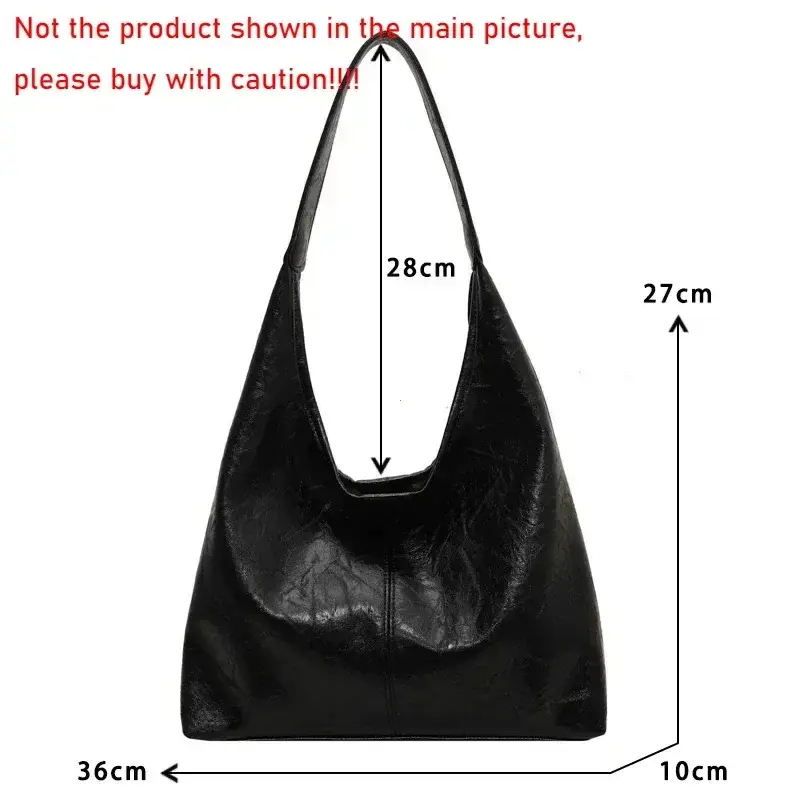 Not the product shown in the main picture,
please buy with caution!!!!
28cm
27cm
36cm
10cm